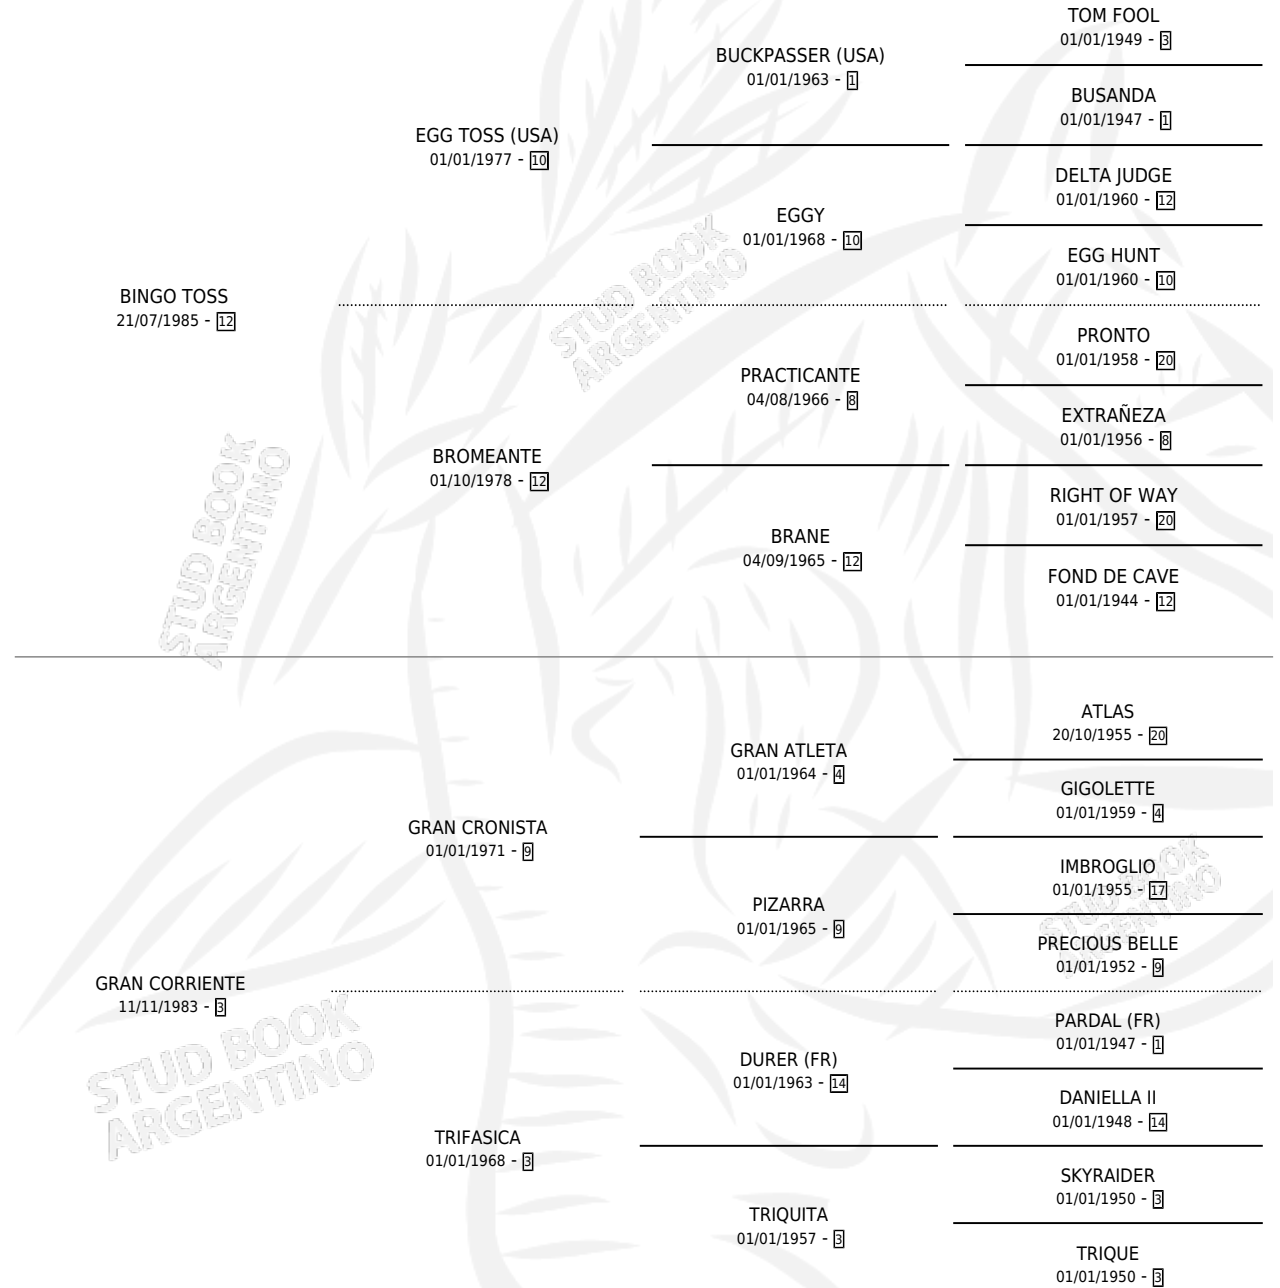 TOM FOOL
01/01/1949 - 3
BUCKPASSER (USA)
01/01/1963 - 1
BUSANDA
01/01/1947 - 1
EGG TOSS (USA)
01/01/1977 - 10
DELTA JUDGE
01/01/1960 - 12
EGGY
01/01/1968 - 10
EGG HUNT
01/01/1960 - 10
BINGO TOSS
21/07/1985 - 12
PRONTO
01/01/1958 - 20
PRACTICANTE
04/08/1966 - 8
EXTRAÑEZA
01/01/1956 - 8
BROMEANTE
01/10/1978 - 12
RIGHT OF WAY
01/01/1957 - 20
BRANE
04/09/1965 - 12
FOND DE CAVE
01/01/1944 - 12
ATLAS
20/10/1955 - 20
GRAN ATLETA
01/01/1964 - 4
GIGOLETTE
01/01/1959 - 4
GRAN CRONISTA
01/01/1971 - 9
IMBROGLIO
01/01/1955 - 17
PIZARRA
01/01/1965 - 9
PRECIOUS BELLE
01/01/1952 - 9
GRAN CORRIENTE
11/11/1983 - 3
PARDAL (FR)
01/01/1947 - 1
DURER (FR)
01/01/1963 - 14
DANIELLA II
01/01/1948 - 14
TRIFASICA
01/01/1968 - 3
SKYRAIDER
01/01/1950 - 3
TRIQUITA
01/01/1957 - 3
TRIQUE
01/01/1950 - 3
STUD BOOK
ARGENTINO
STUD BOOK
ARGENTINO
STUD BOOK
ARGENTINO
STUD BOOK
ARGENTINO